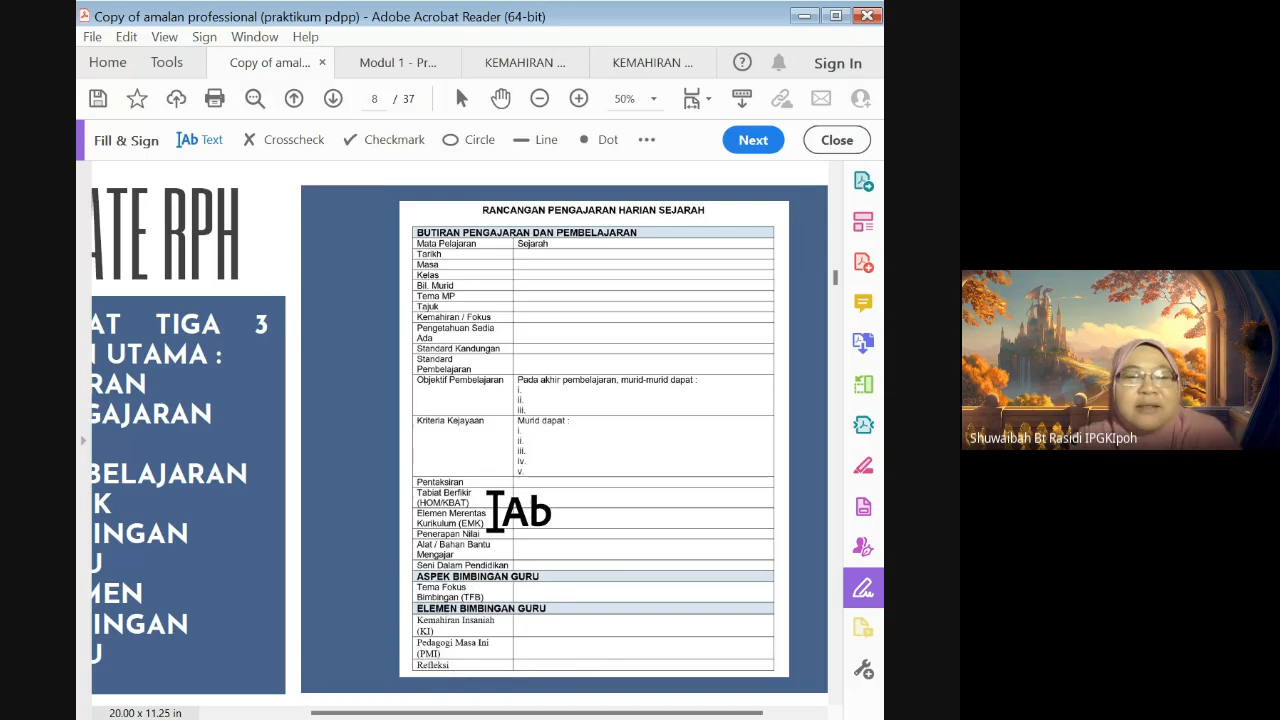 Copy of amalan professional (praktikum pdpp) - Adobe Acrobat Reader (64-bit)
File Edit View Sign Window Help
Home Tools Copy of amal... × Modul 1 - Pr... KEMAHIRAN ... KEMAHIRAN ... Sign In
8 / 37 50%
Fill & Sign Ab Text Crosscheck Checkmark Circle Line Dot ••• Next Close
ATE RPH
AT TIGA 3
UTAMA :
RAN
GAJARAN
BELAJARAN
K
INGAN
U
MEN
INGAN
U
RANCANGAN PENGAJARAN HARIAN SEJARAH
BUTIRAN PENGAJARAN DAN PEMBELAJARAN
Mata Pelajaran Sejarah
Tarikh
Masa
Kelas
Bil. Murid
Tema MP
Tajuk
Kemahiran / Fokus
Pengetahuan Sedia
Ada
Standard Kandungan
Standard
Pembelajaran
Objektif Pembelajaran Pada akhir pembelajaran, murid-murid dapat :
i.
ii.
iii.
Kriteria Kejayaan Murid dapat :
i.
ii.
iii.
iv.
v.
Pentaksiran
Tabiat Berfikir
(HOM/KBAT)
Elemen Merentas
Kurikulum (EMK)
Ab
Penerapan Nilai
Alat / Bahan Bantu
Mengajar
Seni Dalam Pendidikan
ASPEK BIMBINGAN GURU
Tema Fokus
Bimbingan (TFB)
ELEMEN BIMBINGAN GURU
Kemahiran Insaniah
(KI)
Pedagogi Masa Ini
(PMI)
Refleksi
20.00 x 11.25 in
Shuwaibah Bt Rasidi IPGKIpoh